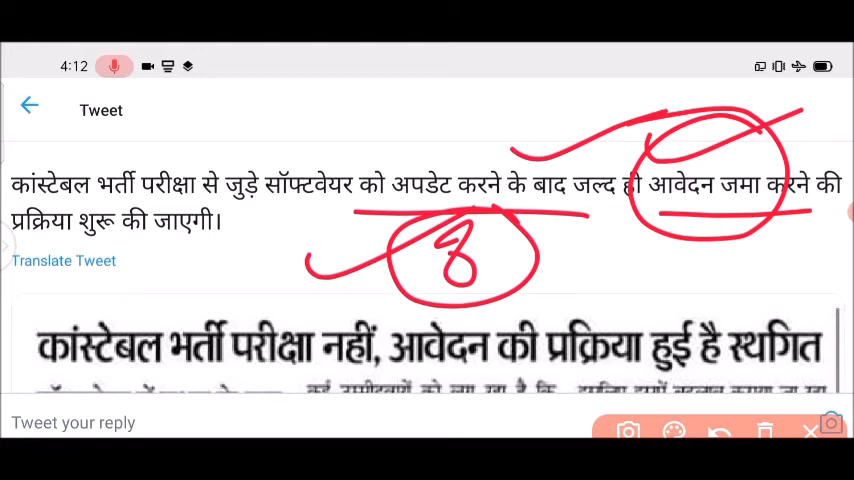 4:12
Tweet
कांस्टेबल भर्ती परीक्षा से जुड़े सॉफ्टवेयर को अपडेट करने के बाद जल्द ही आवेदन जमा करने की
प्रक्रिया शुरू की जाएगी।
Translate Tweet
कांस्टेबल भर्ती परीक्षा नहीं, आवेदन की प्रक्रिया हुई है स्थगित
Tweet your reply